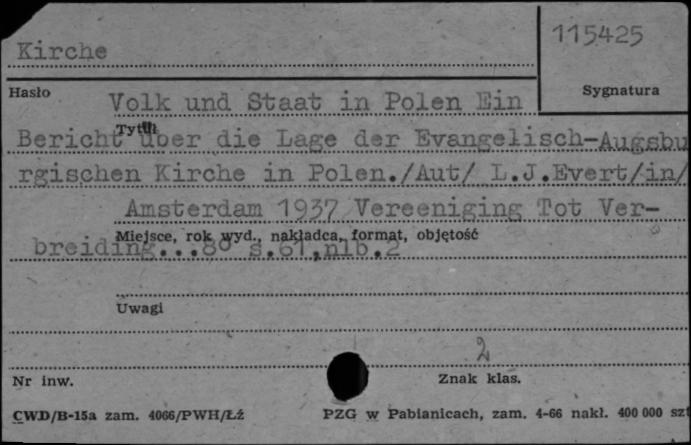 115425
Kirche
Hasło
Sygnatura
Volk und Staat in Polen Ein
Tytuł
Bericht über die Lage der Evangelisch-Augsbu
rgischen Kirche in Polen./Aut/ L.J.Evert/in/
Amsterdam 1937 Vereeniging Tot Ver-
Miejsce, rok wyd., nakładca, format, objętość
breiding...8° s.61,nlb.2
Uwagi
2
Nr inw.
Znak klas.
CWD/B-15a zam. 4066/PWH/Łź
PZG w Pabianicach, zam. 4-66 nakł. 400 000 szt